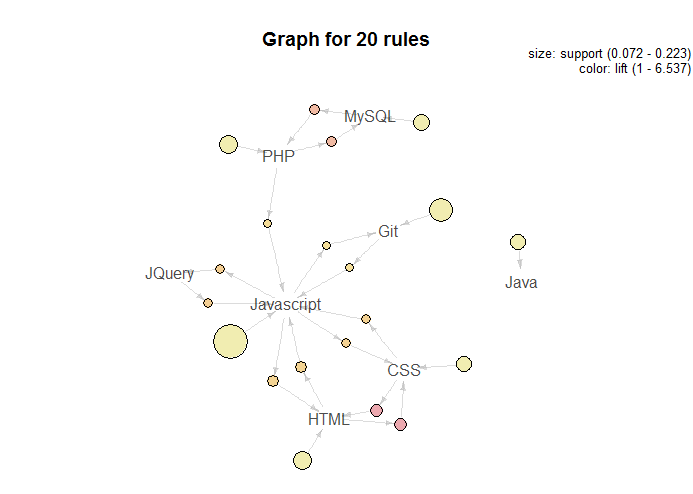 Graph for 20 rules
size: support (0.072 - 0.223)
color: lift (1 - 6.537)
MySQL
PHP
Git
JQuery
Java
Javascript
CSS
HTML